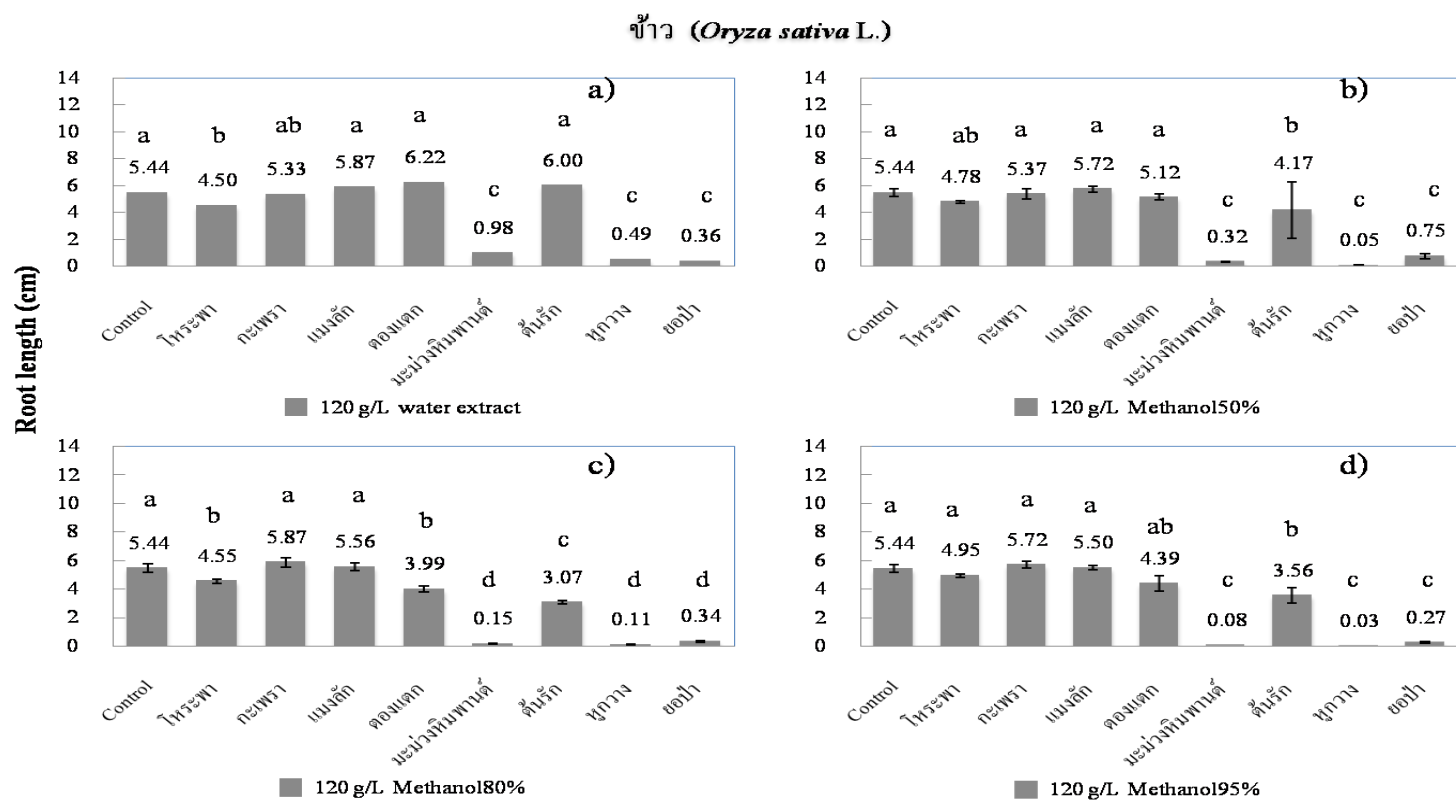 ข้าว (Oryza sativa L.)
Root length (cm)
a)
14
12
10
8
6
4
2
0
a b ab a a c a c c
5.44 4.50 5.33 5.87 6.22 0.98 6.00 0.49 0.36
Control โหระพา กะเพรา แมงลัก ตองแตก มะม่วงหิมพานต์ ต้นรัก หูกวาง ยอป่า
120 g/L water extract
b)
14
12
10
8
6
4
2
0
a ab a a a c b c c
5.44 4.78 5.37 5.72 5.12 0.32 4.17 0.05 0.75
Control โหระพา กะเพรา แมงลัก ตองแตก มะม่วงหิมพานต์ ต้นรัก หูกวาง ยอป่า
120 g/L Methanol50%
c)
14
12
10
8
6
4
2
0
a b a a b d c d d
5.44 4.55 5.87 5.56 3.99 0.15 3.07 0.11 0.34
Control โหระพา กะเพรา แมงลัก ตองแตก มะม่วงหิมพานต์ ต้นรัก หูกวาง ยอป่า
120 g/L Methanol80%
d)
14
12
10
8
6
4
2
0
a a a a ab c b c c
5.44 4.95 5.72 5.50 4.39 0.08 3.56 0.03 0.27
Control โหระพา กะเพรา แมงลัก ตองแตก มะม่วงหิมพานต์ ต้นรัก หูกวาง ยอป่า
120 g/L Methanol95%